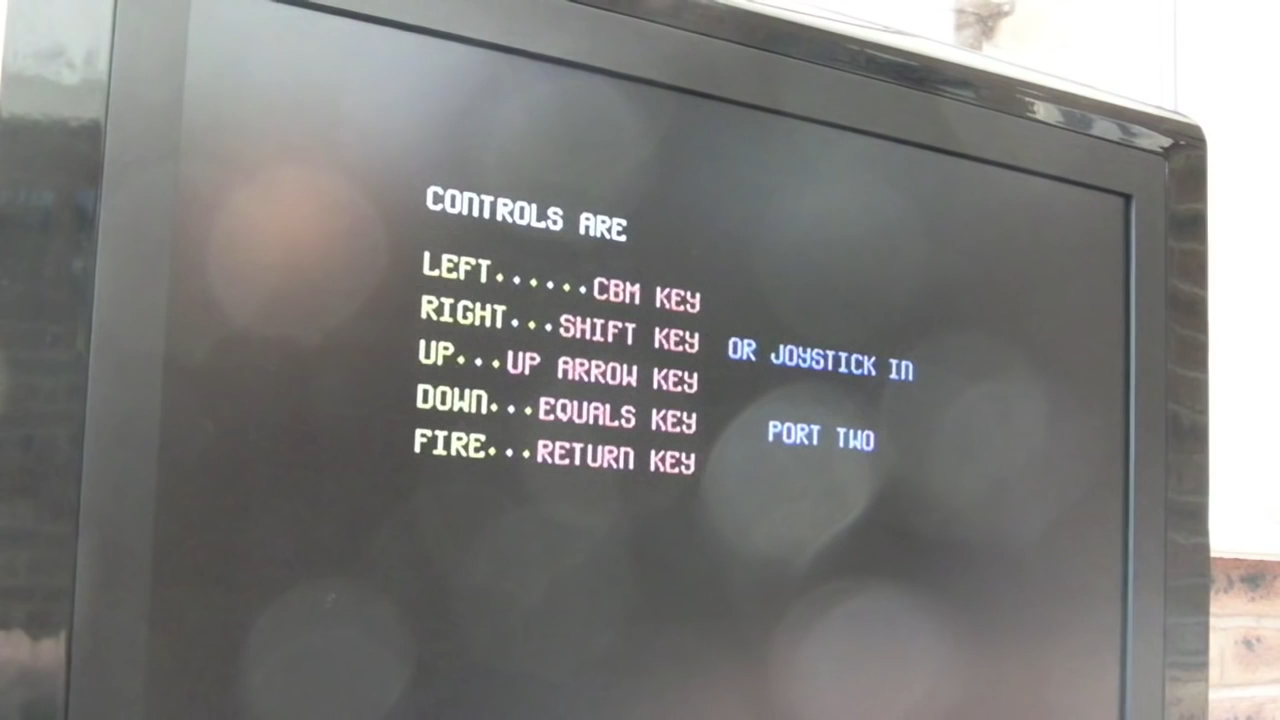 CONTROLS ARE
LEFT......CBM KEY
RIGHT...SHIFT KEY
OR JOYSTICK IN
UP...UP ARROW KEY
DOWN...EQUALS KEY
PORT TWO
FIRE...RETURN KEY